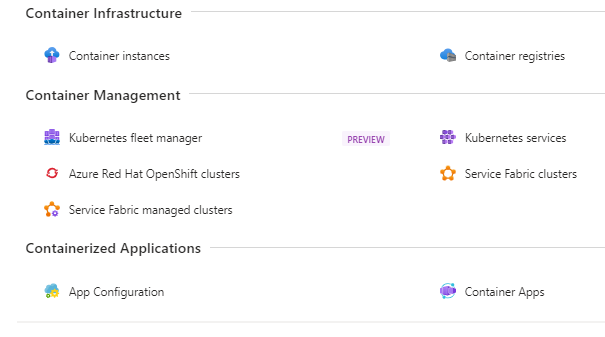 Container Infrastructure
Container instances
Container registries
Container Management
Kubernetes fleet manager
PREVIEW
Kubernetes services
Azure Red Hat OpenShift clusters
Service Fabric clusters
Service Fabric managed clusters
Containerized Applications
App Configuration
Container Apps